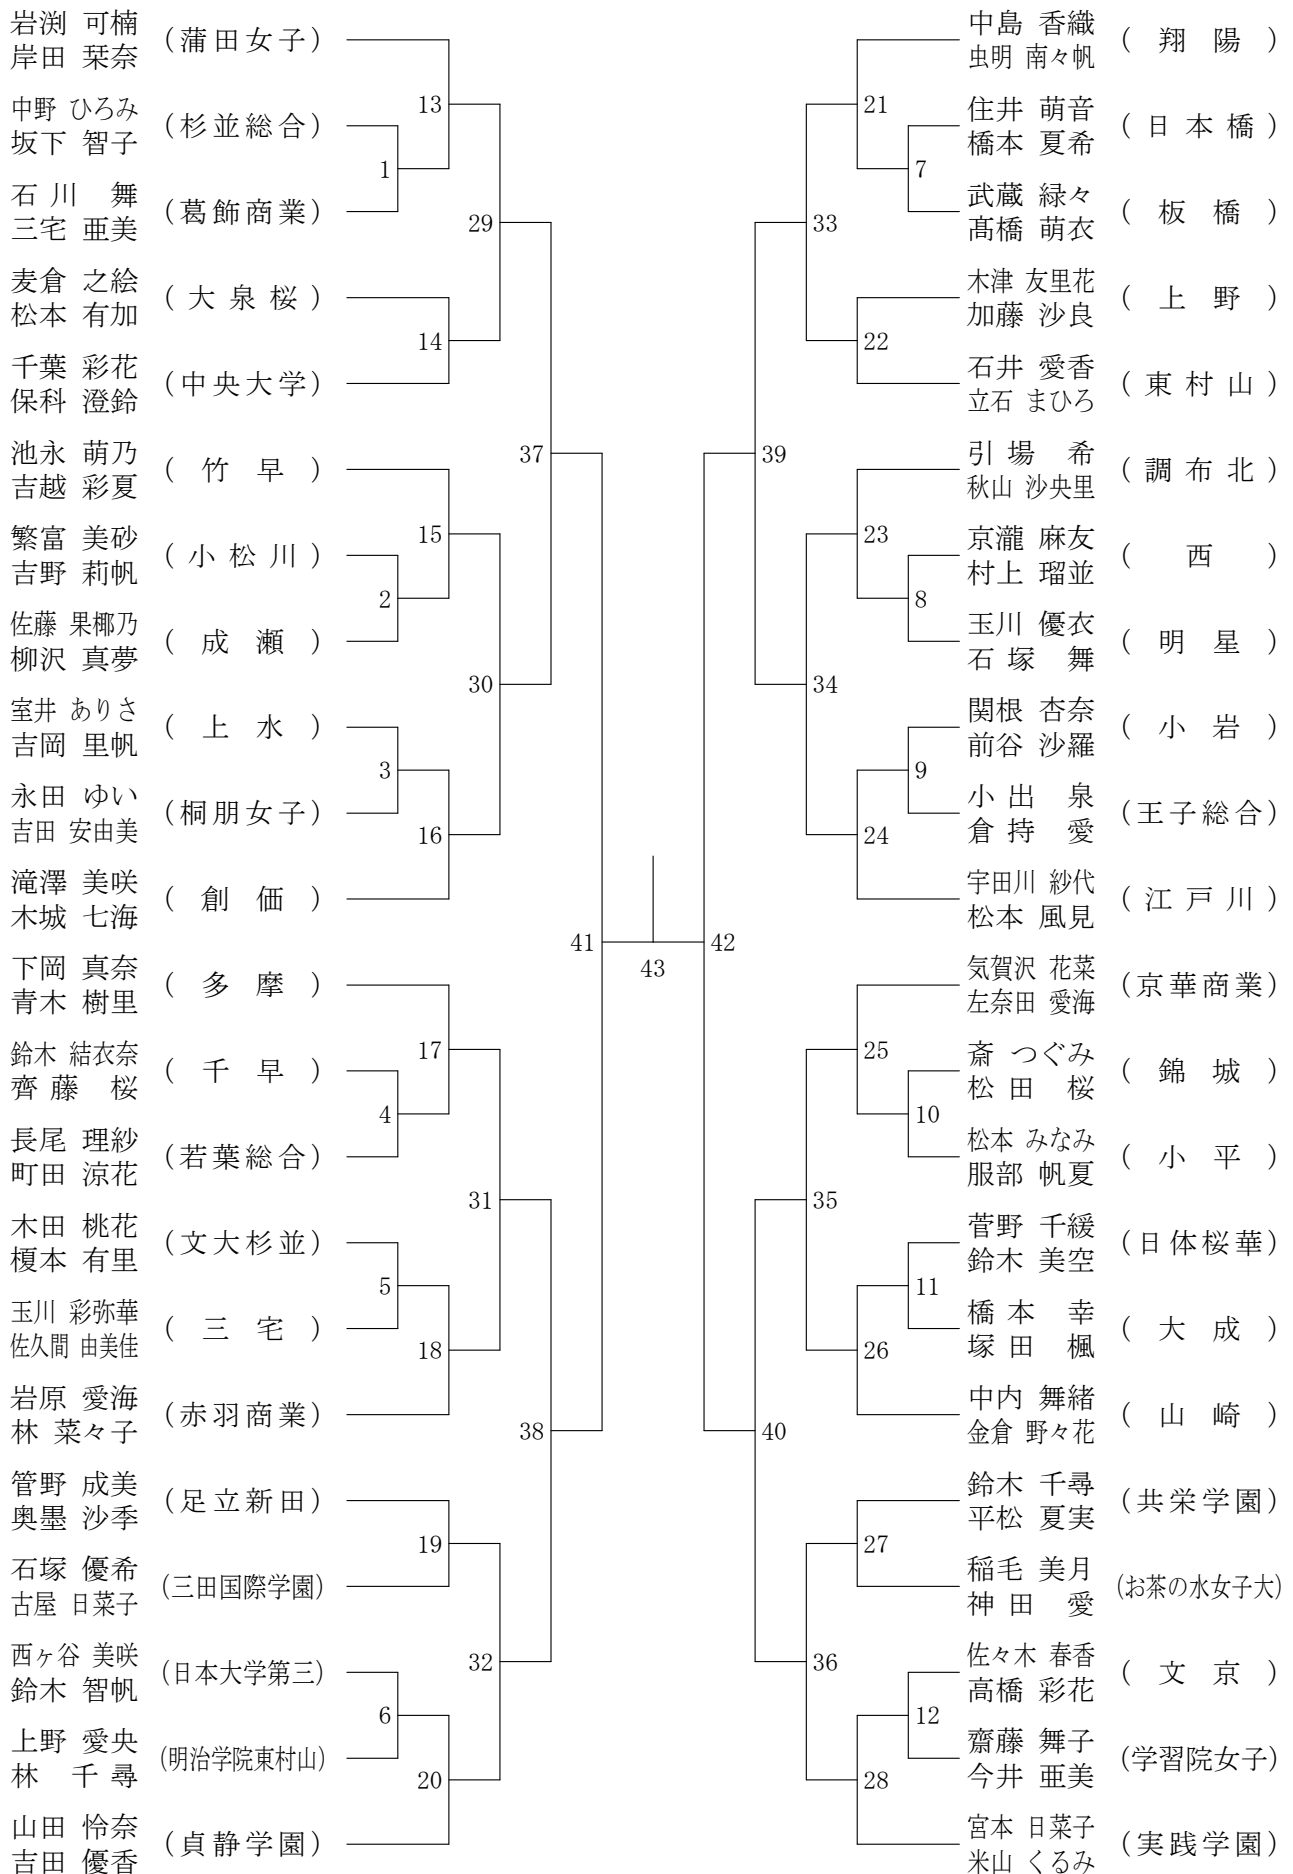 岩渕 可楠
岸田 栞奈
(蒲田女子)
中野 ひろみ
坂下 智子
(杉並総合)
石川 舞
三宅 亜美
(葛飾商業)
麦倉 之絵
松本 有加
(大泉桜)
千葉 彩花
保科 澄鈴
(中央大学)
池永 萌乃
吉越 彩夏
(竹早)
繁富 美砂
吉野 莉帆
(小松川)
佐藤 果椰乃
柳沢 真夢
(成瀬)
室井 ありさ
吉岡 里帆
(上水)
永田 ゆい
吉田 安由美
(桐朋女子)
滝澤 美咲
木城 七海
(創価)
下岡 真奈
青木 樹里
(多摩)
鈴木 結衣奈
齊藤 桜
(千早)
長尾 理紗
町田 涼花
(若葉総合)
木田 桃花
榎本 有里
(文大杉並)
玉川 彩弥華
佐久間 由美佳
(三宅)
岩原 愛海
林 菜々子
(赤羽商業)
管野 成美
奥墨 沙季
(足立新田)
石塚 優希
古屋 日菜子
(三田国際学園)
西ヶ谷 美咲
鈴木 智帆
(日本大学第三)
上野 愛央
林 千尋
(明治学院東村山)
山田 怜奈
吉田 優香
(貞静学園)
1
2
3
4
5
6
13
14
15
16
17
18
19
20
29
30
31
32
37
38
41
43
42
39
40
33
34
35
36
21
22
23
24
25
26
27
28
7
8
9
10
11
12
中島 香織
虫明 南々帆
(翔陽)
住井 萌音
橋本 夏希
(日本橋)
武蔵 緑々
髙橋 萌衣
(板橋)
木津 友里花
加藤 沙良
(上野)
石井 愛香
立石 まひろ
(東村山)
引場 希
秋山 沙央里
(調布北)
京瀧 麻友
村上 瑠並
(西)
玉川 優衣
石塚 舞
(明星)
関根 杏奈
前谷 沙羅
(小岩)
小出 泉
倉持 愛
(王子総合)
宇田川 紗代
松本 風見
(江戸川)
気賀沢 花菜
左奈田 愛海
(京華商業)
斎 つぐみ
松田 桜
(錦城)
松本 みなみ
服部 帆夏
(小平)
菅野 千緩
鈴木 美空
(日体桜華)
橋本 幸
塚田 楓
(大成)
中内 舞緒
金倉 野々花
(山崎)
鈴木 千尋
平松 夏実
(共栄学園)
稲毛 美月
神田 愛
(お茶の水女子大)
佐々木 春香
高橋 彩花
(文京)
齋藤 舞子
今井 亜美
(学習院女子)
宮本 日菜子
米山 くるみ
(実践学園)